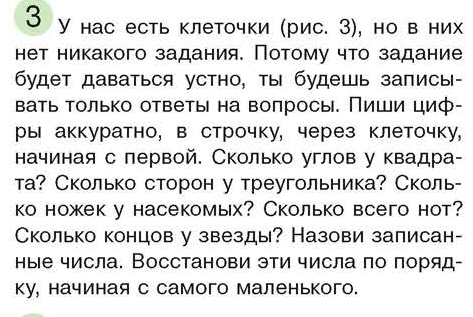 3 У нас есть клеточки (рис. 3), но в них
нет никакого задания. Потому что задание
будет даваться устно, ты будешь записы-
вать только ответы на вопросы. Пиши циф-
ры аккуратно, в строчку, через клеточку,
начиная с первой. Сколько углов у квадра-
та? Сколько сторон у треугольника? Сколь-
ко ножек у насекомых? Сколько всего нот?
Сколько концов у звезды? Назови записан-
ные числа. Восстанови эти числа по поряд-
ку, начиная с самого маленького.